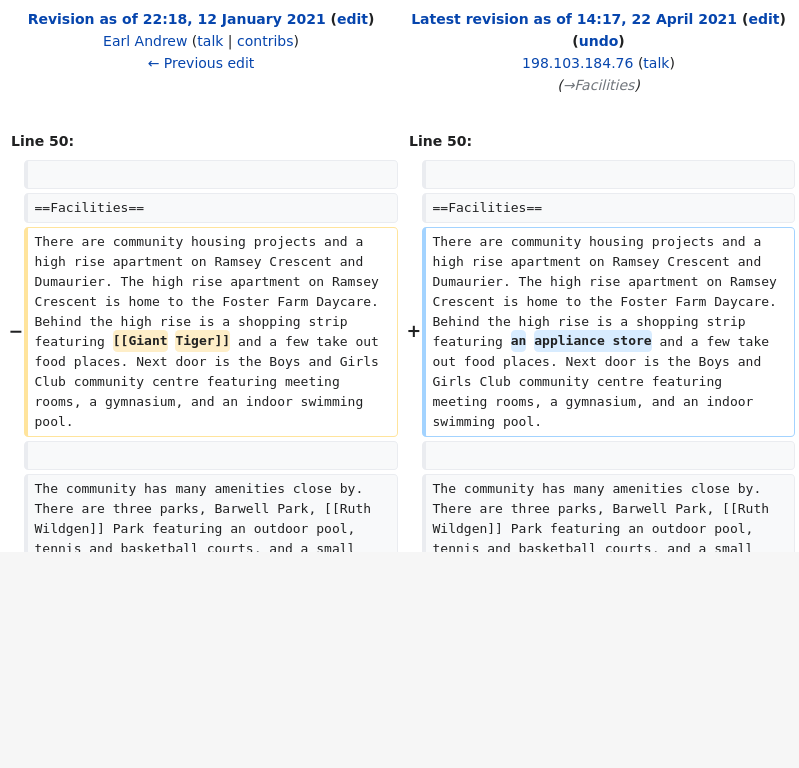 Revision as of 22:18, 12 January 2021 (edit)
Earl Andrew (talk | contribs)
← Previous edit
Latest revision as of 14:17, 22 April 2021 (edit)
(undo)
198.103.184.76 (talk)
(→Facilities)
Line 50:
==Facilities==
There are community housing projects and a
high rise apartment on Ramsey Crescent and
Dumaurier. The high rise apartment on Ramsey
Crescent is home to the Foster Farm Daycare.
Behind the high rise is a shopping strip
− featuring [[Giant Tiger]] and a few take out
food places. Next door is the Boys and Girls
Club community centre featuring meeting
rooms, a gymnasium, and an indoor swimming
pool.
The community has many amenities close by.
There are three parks, Barwell Park, [[Ruth
Wildgen]] Park featuring an outdoor pool,
tennis and basketball courts, and a small
Line 50:
==Facilities==
There are community housing projects and a
high rise apartment on Ramsey Crescent and
Dumaurier. The high rise apartment on Ramsey
Crescent is home to the Foster Farm Daycare.
Behind the high rise is a shopping strip
+ featuring an appliance store and a few take
out food places. Next door is the Boys and
Girls Club community centre featuring
meeting rooms, a gymnasium, and an indoor
swimming pool.
The community has many amenities close by.
There are three parks, Barwell Park, [[Ruth
Wildgen]] Park featuring an outdoor pool,
tennis and basketball courts, and a small